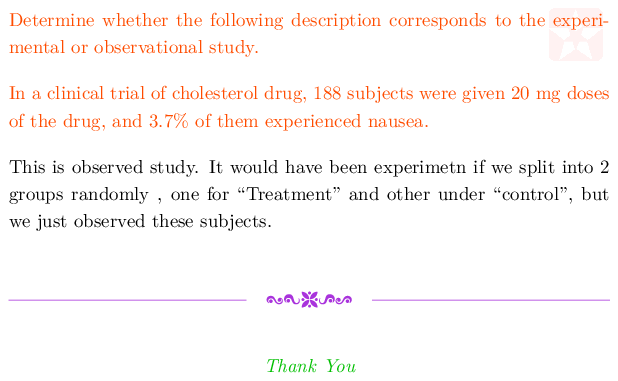 Determine whether the following description corresponds to the experi-
mental or observational study.
In a clinical trial of cholesterol drug, 188 subjects were given 20 mg doses
of the drug, and 3.7% of them experienced nausea.
This is observed study. It would have been experimetn if we split into 2
groups randomly , one for “Treatment” and other under “control”, but
we just observed these subjects.
Thank You